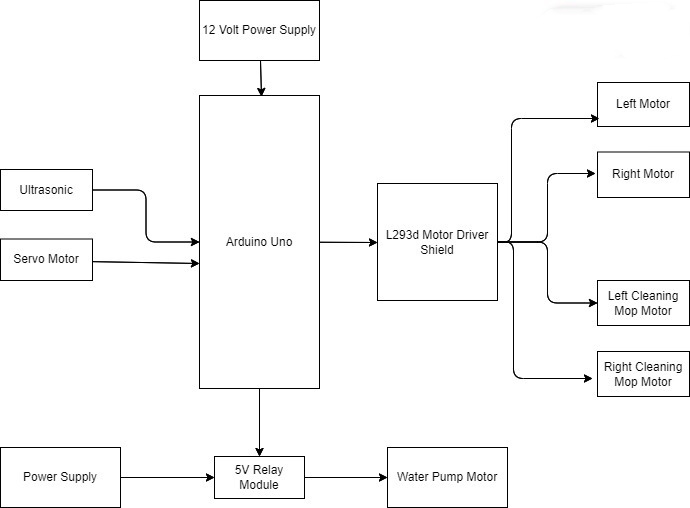 12 Volt Power Supply
Ultrasonic
Servo Motor
Arduino Uno
L293d Motor Driver
Shield
Left Motor
Right Motor
Left Cleaning
Mop Motor
Right Cleaning
Mop Motor
Power Supply
5V Relay
Module
Water Pump Motor